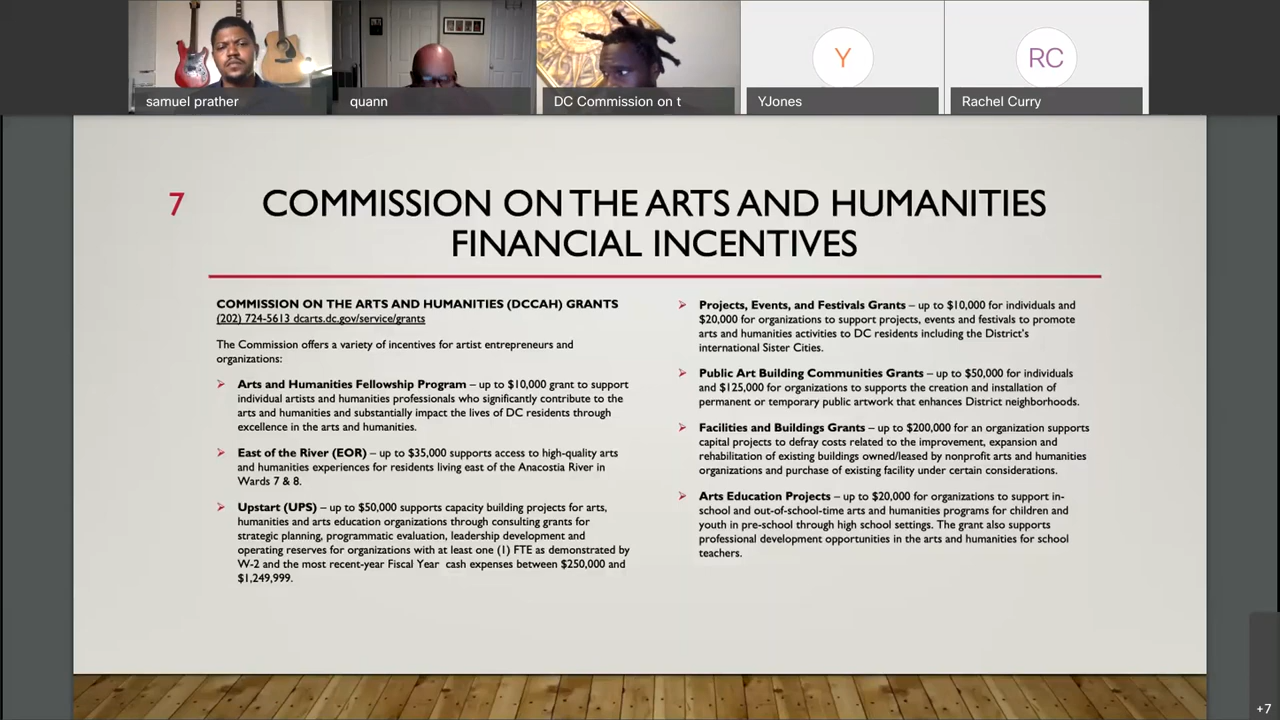 samuel prather
quann
DC Commission on t
Y
YJones
RC
Rachel Curry
7
COMMISSION ON THE ARTS AND HUMANITIES
FINANCIAL INCENTIVES
COMMISSION ON THE ARTS AND HUMANITIES (DCCAH) GRANTS
(202) 724-5613 dcarts.dc.gov/service/grants
The Commission offers a variety of incentives for artist entrepreneurs and
organizations:
Arts and Humanities Fellowship Program – up to $10,000 grant to support
individual artists and humanities professionals who significantly contribute to the
arts and humanities and substantially impact the lives of DC residents through
excellence in the arts and humanities.
East of the River (EOR) – up to $35,000 supports access to high-quality arts
and humanities experiences for residents living east of the Anacostia River in
Wards 7 & 8.
Upstart (UPS) – up to $50,000 supports capacity building projects for arts,
humanities and arts education organizations through consulting grants for
strategic planning, programmatic evaluation, leadership development and
operating reserves for organizations with at least one (1) FTE as demonstrated by
W-2 and the most recent-year Fiscal Year cash expenses between $250,000 and
$1,249,999.
Projects, Events, and Festivals Grants – up to $10,000 for individuals and
$20,000 for organizations to support projects, events and festivals to promote
arts and humanities activities to DC residents including the District's
international Sister Cities.
Public Art Building Communities Grants – up to $50,000 for individuals
and $125,000 for organizations to supports the creation and installation of
permanent or temporary public artwork that enhances District neighborhoods.
Facilities and Buildings Grants – up to $200,000 for an organization supports
capital projects to defray costs related to the improvement, expansion and
rehabilitation of existing buildings owned/leased by nonprofit arts and humanities
organizations and purchase of existing facility under certain considerations.
Arts Education Projects – up to $20,000 for organizations to support in-
school and out-of-school-time arts and humanities programs for children and
youth in pre-school through high school settings. The grant also supports
professional development opportunities in the arts and humanities for school
teachers.
+7